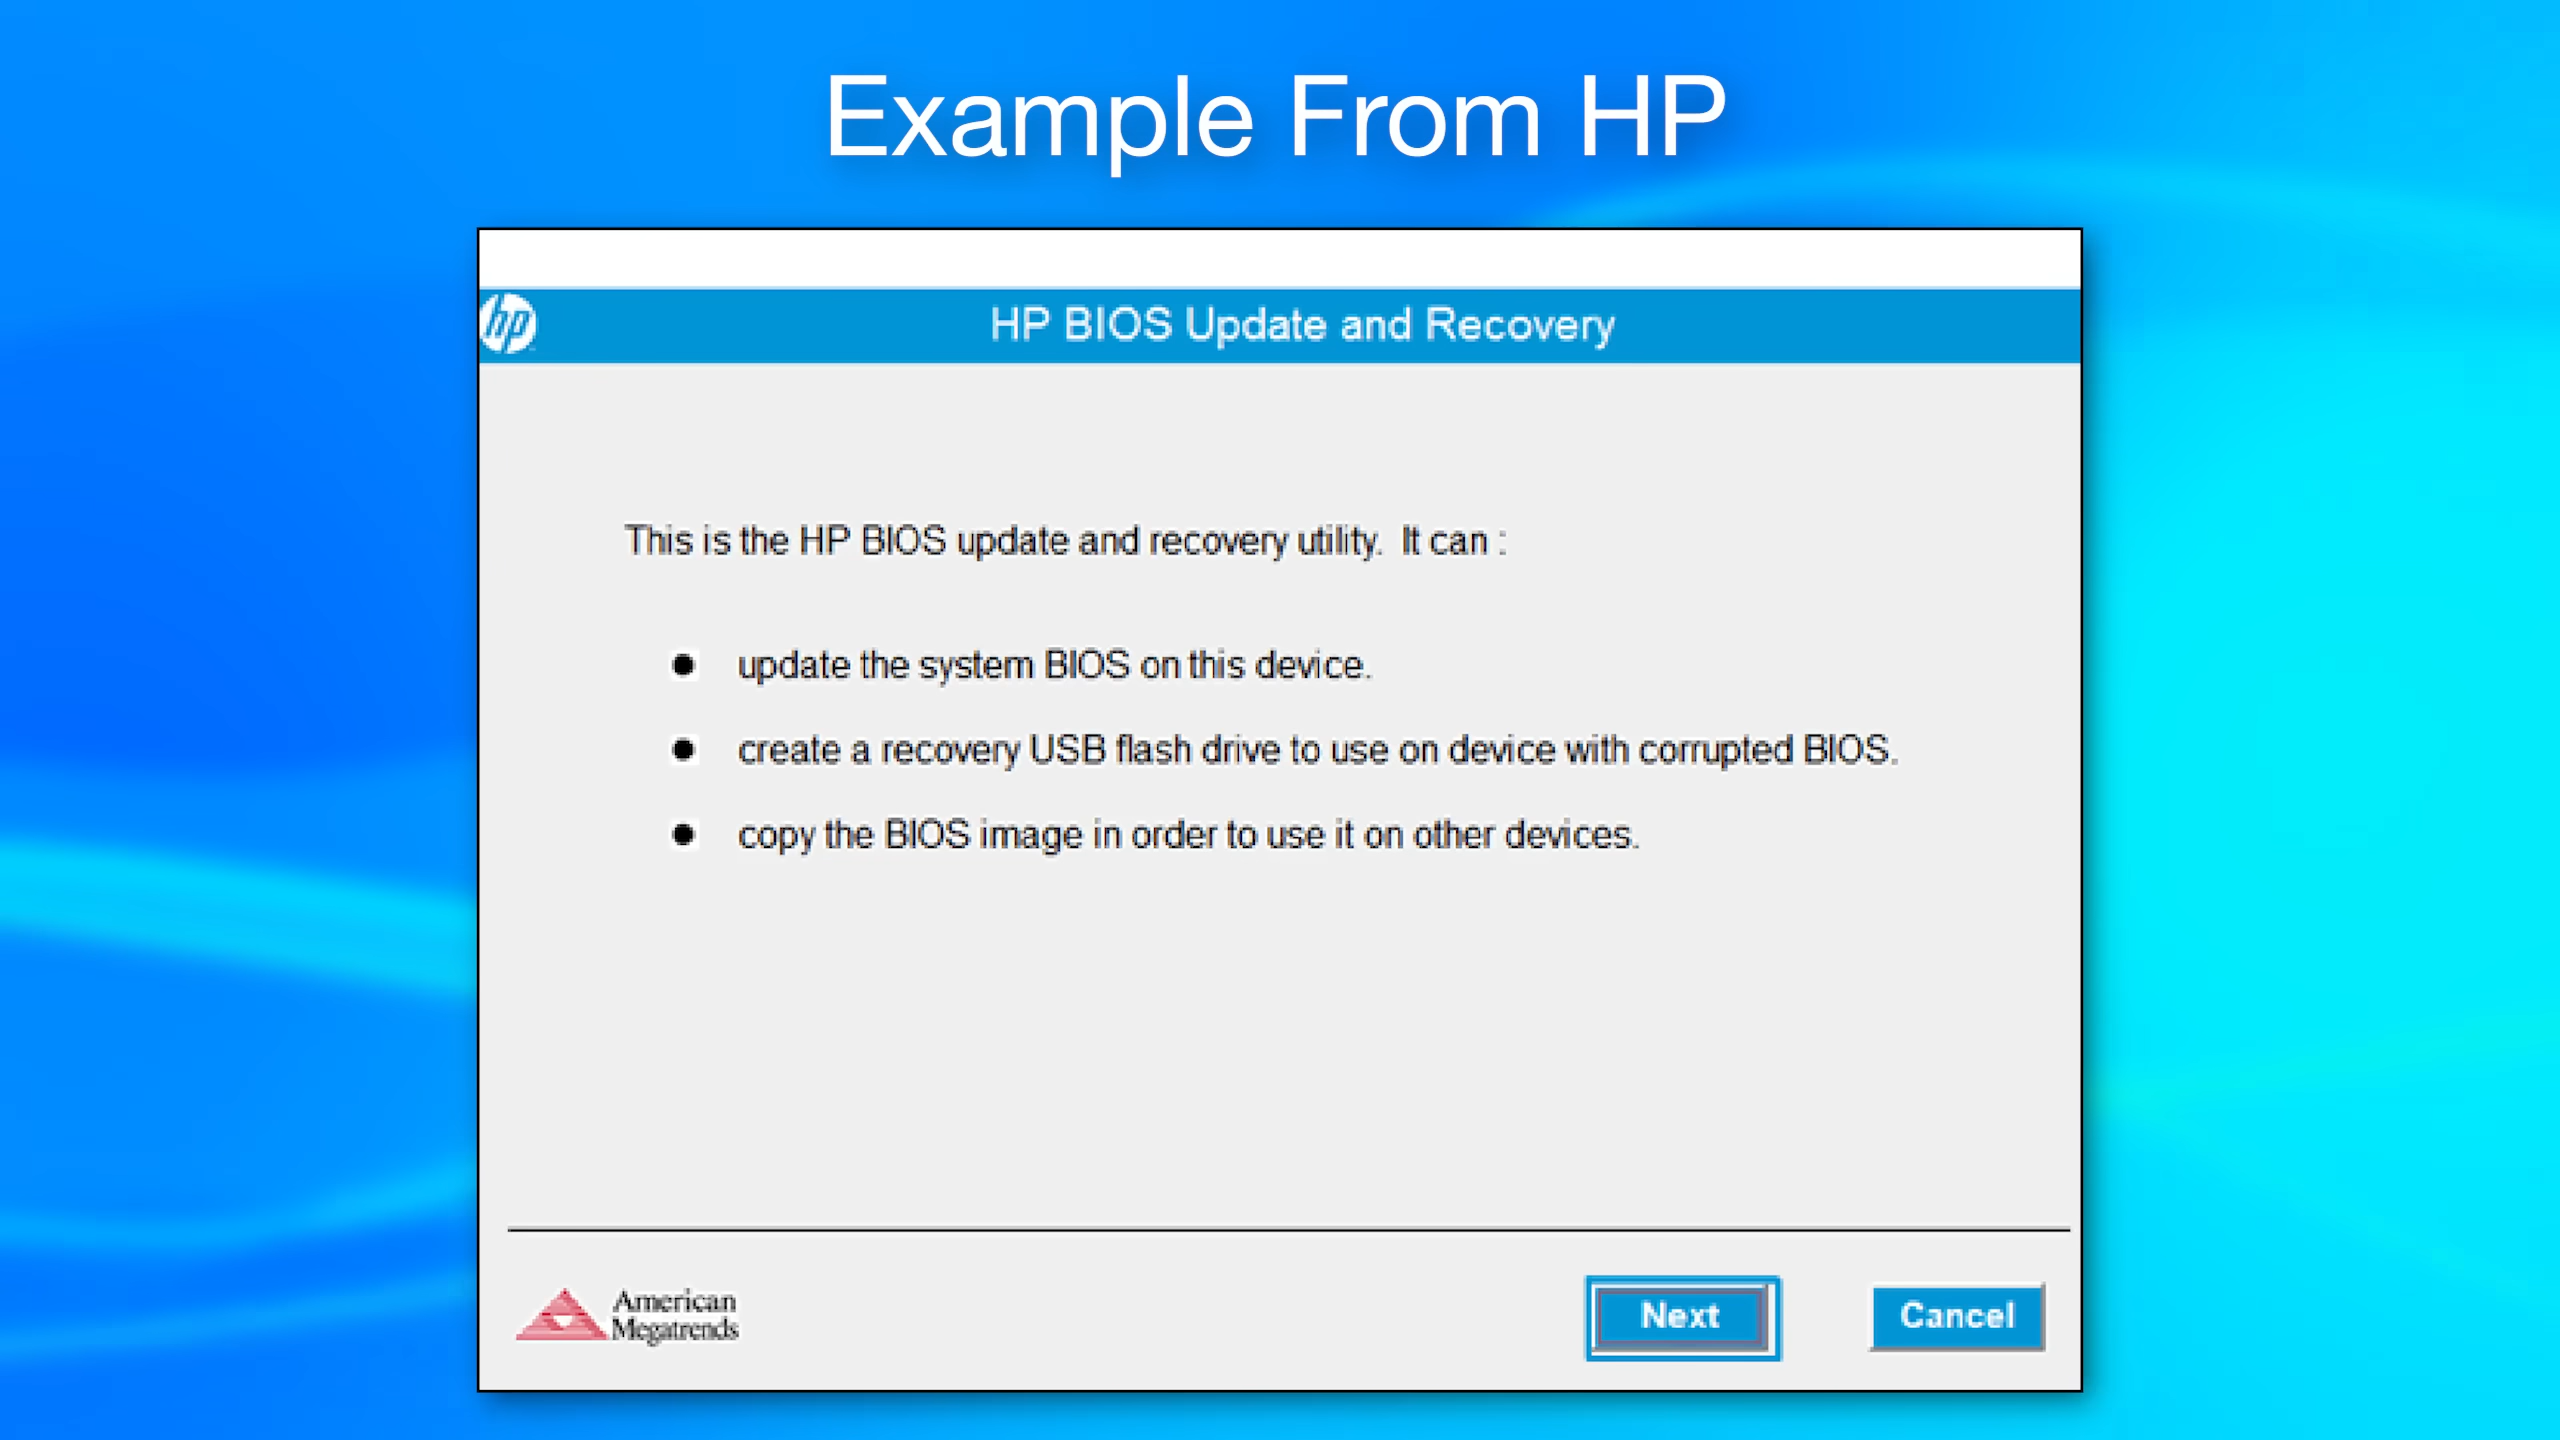 Example From HP
hp
HP BIOS Update and Recovery
This is the HP BIOS update and recovery utility. It can :
● update the system BIOS on this device.
● create a recovery USB flash drive to use on device with corrupted BIOS.
● copy the BIOS image in order to use it on other devices.
American
Megatrends
Next
Cancel